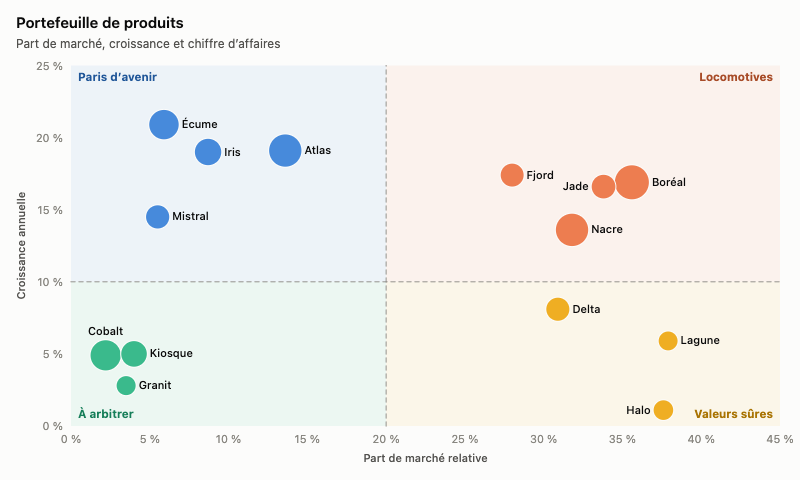 Portefeuille de produits
Part de marché, croissance et chiffre d’affaires
25 %
20 %
15 %
10 %
5 %
0 %
Croissance annuelle
Paris d’avenir
Locomotives
Écume
Iris
Atlas
Mistral
Fjord
Jade
Boréal
Nacre
Cobalt
Kiosque
Granit
Delta
Lagune
Halo
À arbitrer
Valeurs sûres
0 %
5 %
10 %
15 %
20 %
25 %
30 %
35 %
40 %
45 %
Part de marché relative